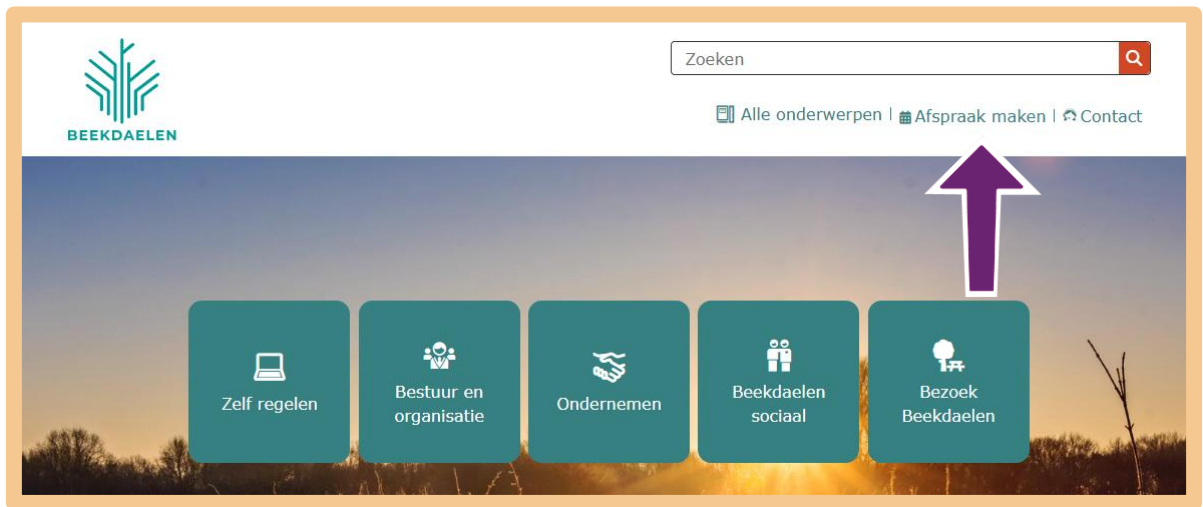 Zoeken
BEEKDAELEN
Alle onderwerpen | Afspraak maken | Contact
Zelf regelen
Bestuur en
organisatie
Ondernemen
Beekdaelen
sociaal
Bezoek
Beekdaelen